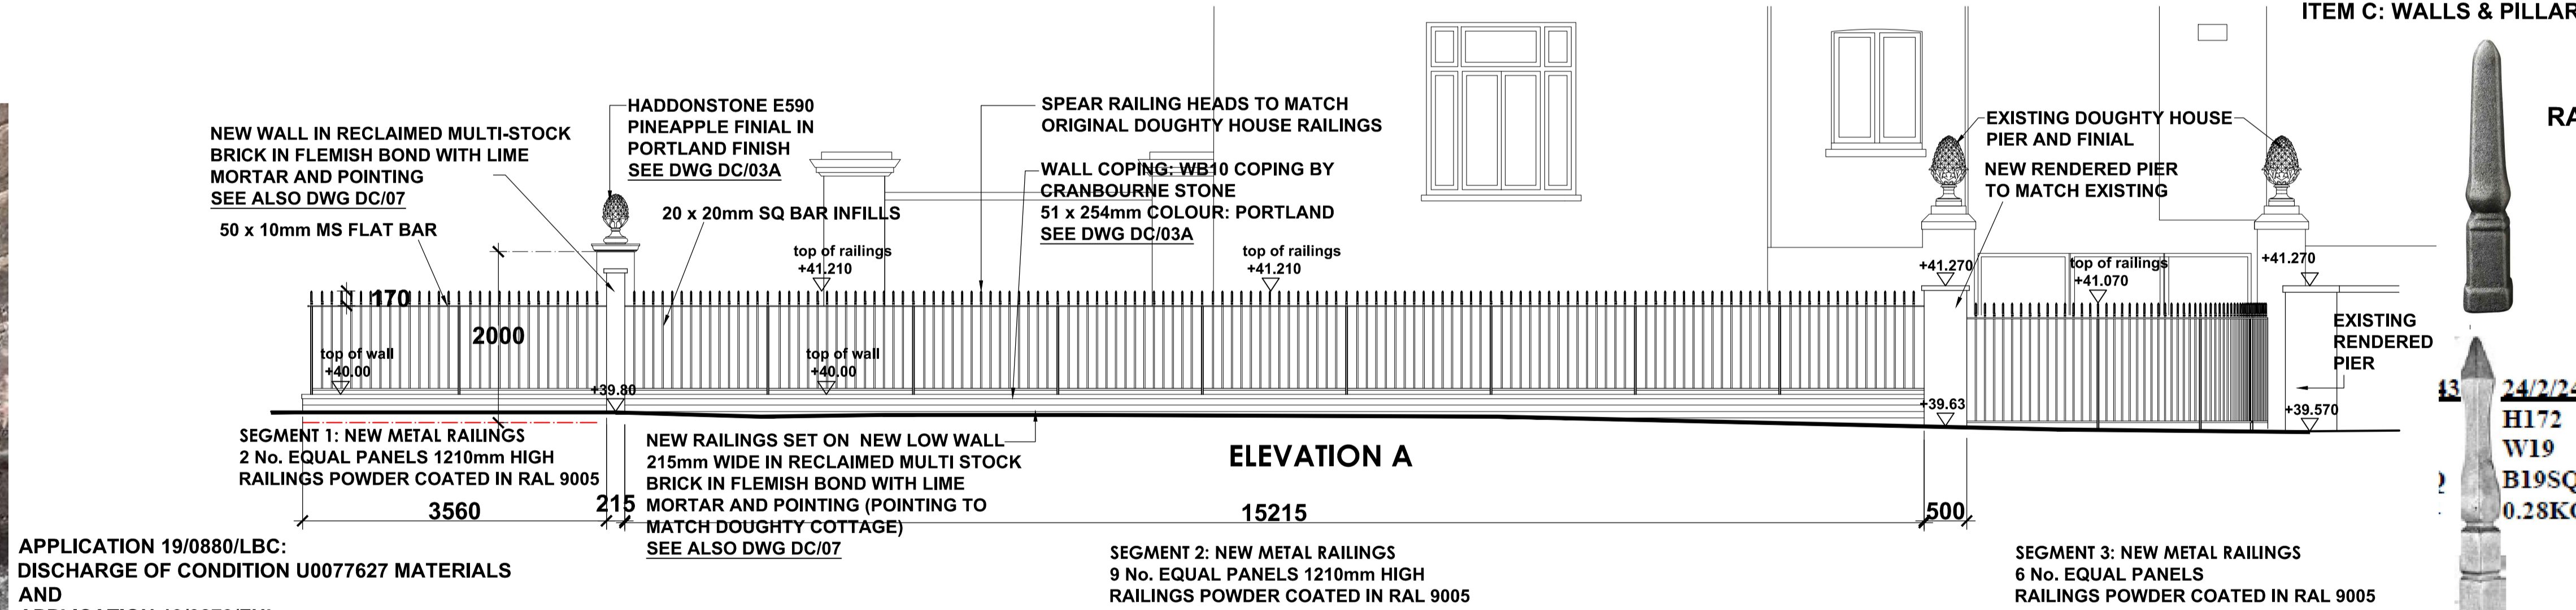 ITEM C: WALLS & PILLAR
NEW WALL IN RECLAIMED MULTI-STOCK
BRICK IN FLEMISH BOND WITH LIME
MORTAR AND POINTING
SEE ALSO DWG DC/07
50 x 10mm MS FLAT BAR
HADDONSTONE E590
PINEAPPLE FINIAL IN
PORTLAND FINISH
SEE DWG DC/03A
20 x 20mm SQ BAR INFILLS
SPEAR RAILING HEADS TO MATCH
ORIGINAL DOUGHTY HOUSE RAILINGS
WALL COPING: WB10 COPING BY
CRANBOURNE STONE
51 x 254mm COLOUR: PORTLAND
SEE DWG DC/03A
EXISTING DOUGHTY HOUSE
PIER AND FINIAL
NEW RENDERED PIER
TO MATCH EXISTING
RA
top of railings
+41.210
top of railings
+41.210
+41.270
top of railings
+41.070
+41.270
170
2000
top of wall
+40.00
top of wall
+40.00
+39.80
+39.63
+39.570
EXISTING
RENDERED
PIER
43
24/2/24
H172
W19
B19SQ
0.28KG
SEGMENT 1: NEW METAL RAILINGS
2 No. EQUAL PANELS 1210mm HIGH
RAILINGS POWDER COATED IN RAL 9005
NEW RAILINGS SET ON NEW LOW WALL
215mm WIDE IN RECLAIMED MULTI STOCK
BRICK IN FLEMISH BOND WITH LIME
MORTAR AND POINTING (POINTING TO
MATCH DOUGHTY COTTAGE)
SEE ALSO DWG DC/07
ELEVATION A
3560
215
15215
500
APPLICATION 19/0880/LBC:
DISCHARGE OF CONDITION U0077627 MATERIALS
AND
SEGMENT 2: NEW METAL RAILINGS
9 No. EQUAL PANELS 1210mm HIGH
RAILINGS POWDER COATED IN RAL 9005
SEGMENT 3: NEW METAL RAILINGS
6 No. EQUAL PANELS
RAILINGS POWDER COATED IN RAL 9005